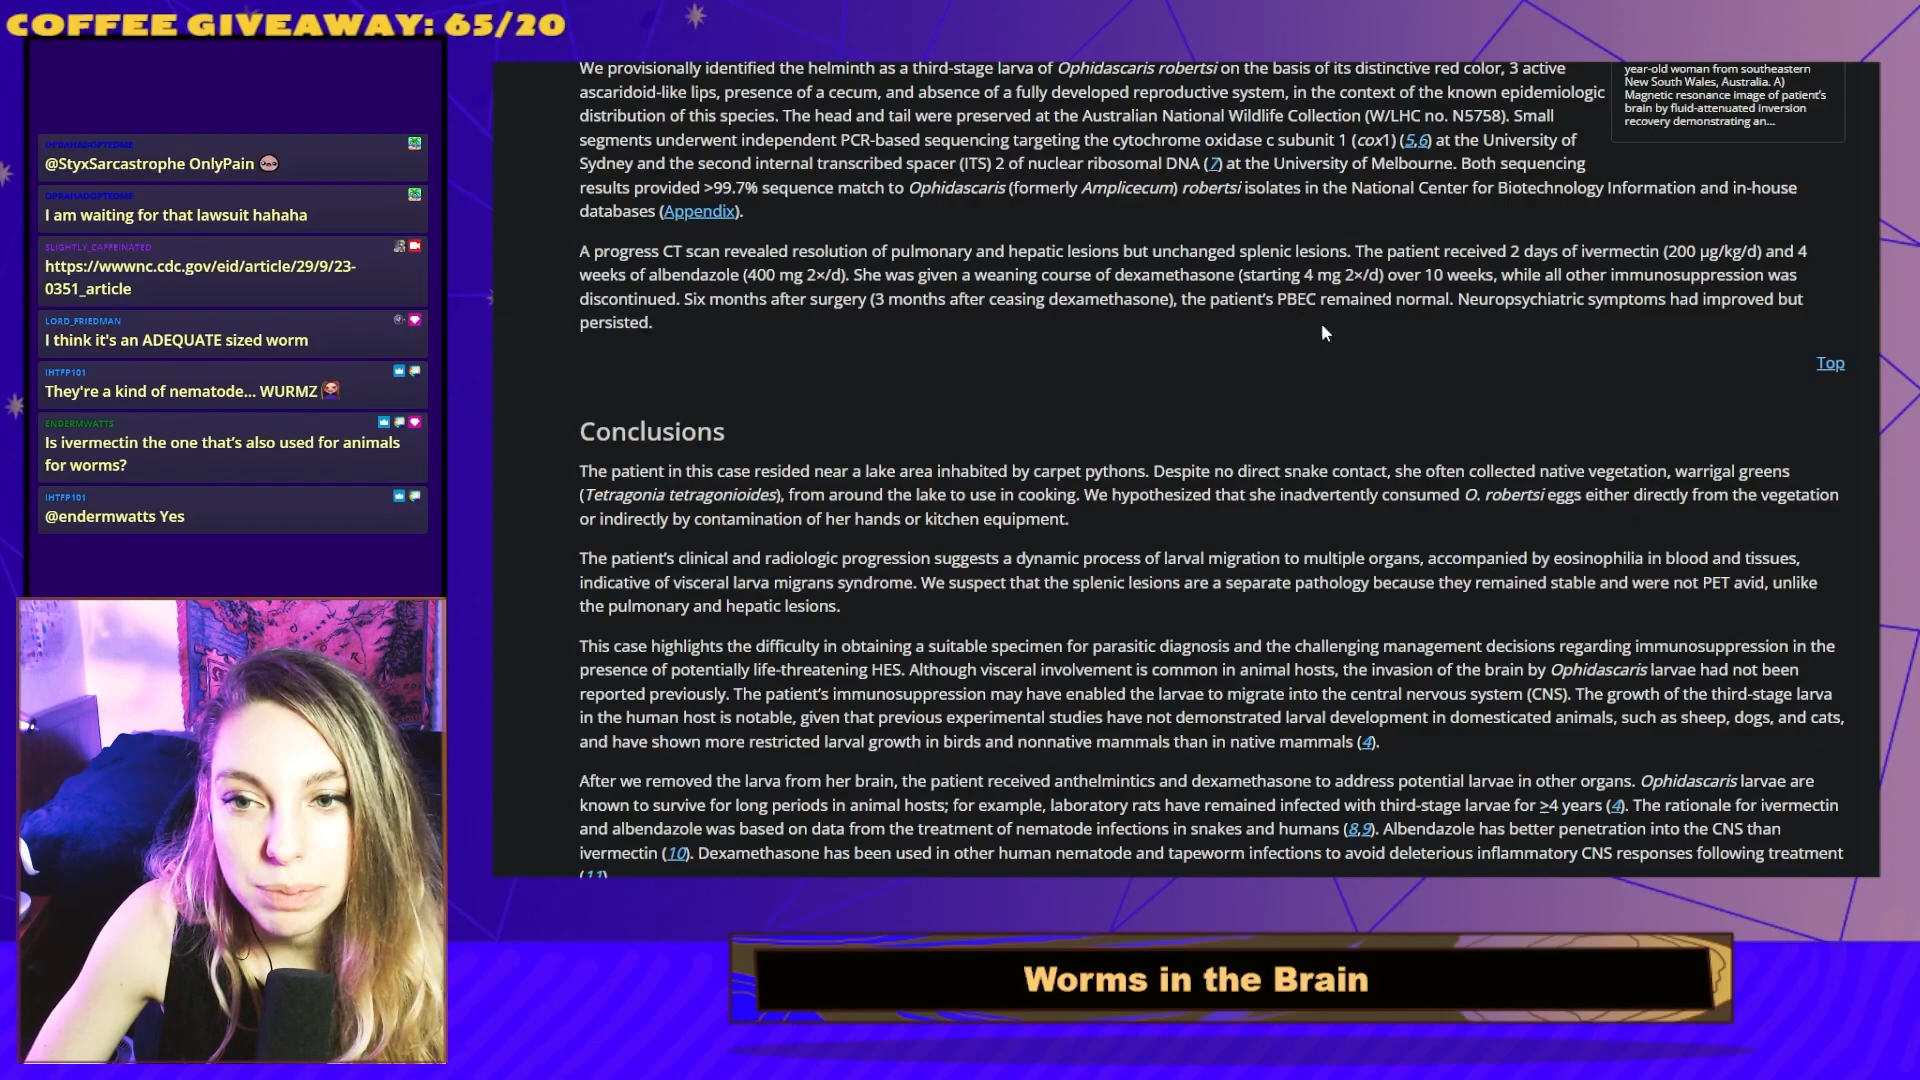 COFFEE GIVEAWAY: 65/20
OPRAHADOPTEDME
@StyxSarcastrophe OnlyPain
OPRAHADOPTEDME
I am waiting for that lawsuit hahaha
SLIGHTLY_CAFFEINATED
https://wwwnc.cdc.gov/eid/article/29/9/23-
0351_article
LORD_FRIEDMAN
I think it's an ADEQUATE sized worm
IHTFP101
They're a kind of nematode... WURMZ
ENDERMWATTS
Is ivermectin the one that's also used for animals
for worms?
IHTFP101
@endermwatts Yes
We provisionally identified the helminth as a third-stage larva of Ophidascaris robertsi on the basis of its distinctive red color, 3 active
ascaridoid-like lips, presence of a cecum, and absence of a fully developed reproductive system, in the context of the known epidemiologic
distribution of this species. The head and tail were preserved at the Australian National Wildlife Collection (W/LHC no. N5758). Small
segments underwent independent PCR-based sequencing targeting the cytochrome oxidase c subunit 1 (cox1) (5,6) at the University of
Sydney and the second internal transcribed spacer (ITS) 2 of nuclear ribosomal DNA (7) at the University of Melbourne. Both sequencing
results provided >99.7% sequence match to Ophidascaris (formerly Amplicecum) robertsi isolates in the National Center for Biotechnology Information and in-house
databases (Appendix).
year-old woman from southeastern
New South Wales, Australia. A)
Magnetic resonance image of patient's
brain by fluid-attenuated inversion
recovery demonstrating an...
A progress CT scan revealed resolution of pulmonary and hepatic lesions but unchanged splenic lesions. The patient received 2 days of ivermectin (200 μg/kg/d) and 4
weeks of albendazole (400 mg 2×/d). She was given a weaning course of dexamethasone (starting 4 mg 2×/d) over 10 weeks, while all other immunosuppression was
discontinued. Six months after surgery (3 months after ceasing dexamethasone), the patient's PBEC remained normal. Neuropsychiatric symptoms had improved but
persisted.
Top
Conclusions
The patient in this case resided near a lake area inhabited by carpet pythons. Despite no direct snake contact, she often collected native vegetation, warrigal greens
(Tetragonia tetragonioides), from around the lake to use in cooking. We hypothesized that she inadvertently consumed O. robertsi eggs either directly from the vegetation
or indirectly by contamination of her hands or kitchen equipment.
The patient's clinical and radiologic progression suggests a dynamic process of larval migration to multiple organs, accompanied by eosinophilia in blood and tissues,
indicative of visceral larva migrans syndrome. We suspect that the splenic lesions are a separate pathology because they remained stable and were not PET avid, unlike
the pulmonary and hepatic lesions.
This case highlights the difficulty in obtaining a suitable specimen for parasitic diagnosis and the challenging management decisions regarding immunosuppression in the
presence of potentially life-threatening HES. Although visceral involvement is common in animal hosts, the invasion of the brain by Ophidascaris larvae had not been
reported previously. The patient's immunosuppression may have enabled the larvae to migrate into the central nervous system (CNS). The growth of the third-stage larva
in the human host is notable, given that previous experimental studies have not demonstrated larval development in domesticated animals, such as sheep, dogs, and cats,
and have shown more restricted larval growth in birds and nonnative mammals than in native mammals (4).
After we removed the larva from her brain, the patient received anthelmintics and dexamethasone to address potential larvae in other organs. Ophidascaris larvae are
known to survive for long periods in animal hosts; for example, laboratory rats have remained infected with third-stage larvae for ≥4 years (4). The rationale for ivermectin
and albendazole was based on data from the treatment of nematode infections in snakes and humans (8,9). Albendazole has better penetration into the CNS than
ivermectin (10). Dexamethasone has been used in other human nematode and tapeworm infections to avoid deleterious inflammatory CNS responses following treatment
(11)
Worms in the Brain